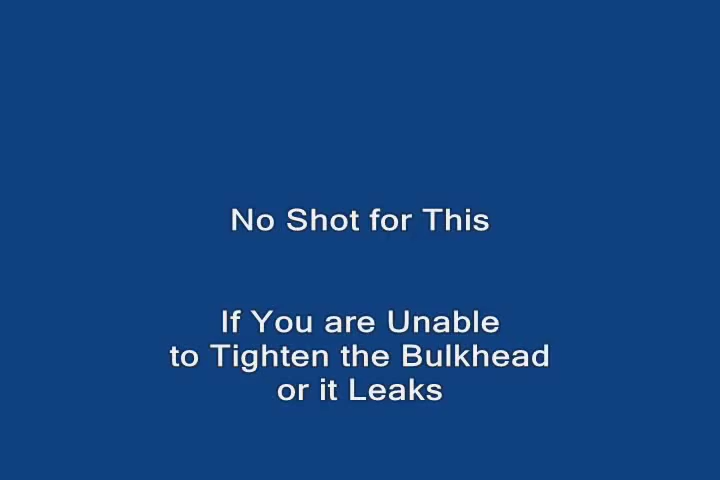 No Shot for This
If You are Unable
to Tighten the Bulkhead
or it Leaks